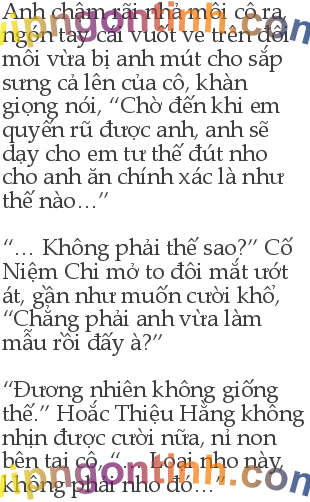 Anh chậm rãi nhả môi cô ra,
ngón tay cái vuốt ve trên đôi
môi vừa bị anh mút cho sắp
sưng cả lên của cô, khàn
giọng nói, “Chờ đến khi em
quyến rũ được anh, anh sẽ
dạy cho em tư thế đút nho
cho anh ăn chính xác là như
thế nào…”
“… Không phải thế sao?” Cố
Niệm Chi mở to đôi mắt ướt
át, gần như muốn cười khổ,
“Chẳng phải anh vừa làm
mẫu rồi đấy à?”
“Đương nhiên không giống
thế.” Hoắc Thiệu Hằng không
nhịn được cười nữa, nỉ non
bên tai cô, “… Loại nho này,
không phải nho đó…”
vipngontinh.com
vipngontinh.com